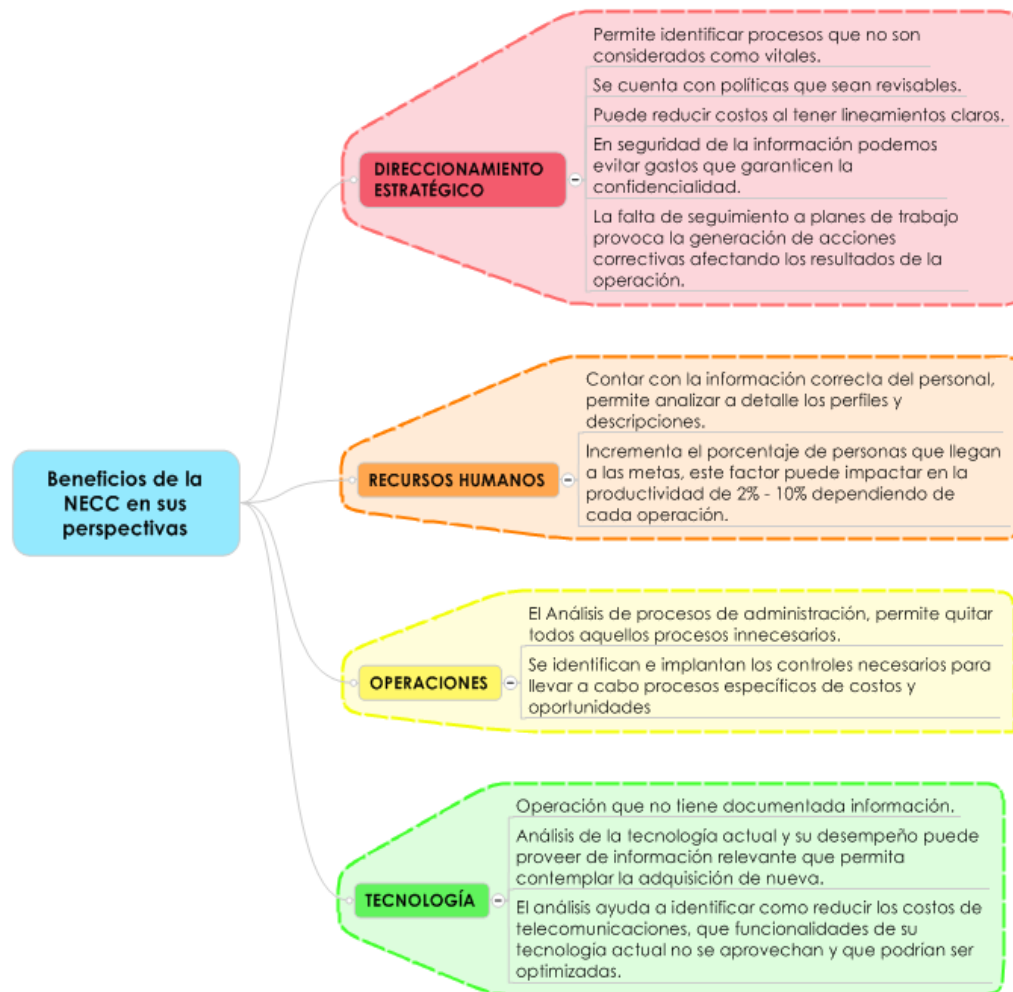 Beneficios de la
NECC en sus
perspectivas
DIRECCIONAMIENTO
ESTRATÉGICO
Permite identificar procesos que no son
considerados como vitales.
Se cuenta con políticas que sean revisables.
Puede reducir costos al tener lineamientos claros.
En seguridad de la información podemos
evitar gastos que garanticen la
confidencialidad.
La falta de seguimiento a planes de trabajo
provoca la generación de acciones
correctivas afectando los resultados de la
operación.
RECURSOS HUMANOS
Contar con la información correcta del personal,
permite analizar a detalle los perfiles y
descripciones.
Incrementa el porcentaje de personas que llegan
a las metas, este factor puede impactar en la
productividad de 2% - 10% dependiendo de
cada operación.
OPERACIONES
El Análisis de procesos de administración, permite quitar
todos aquellos procesos innecesarios.
Se identifican e implantan los controles necesarios para
llevar a cabo procesos específicos de costos y
oportunidades
TECNOLOGÍA
Operación que no tiene documentada información.
Análisis de la tecnología actual y su desempeño puede
proveer de información relevante que permita
contemplar la adquisición de nueva.
El análisis ayuda a identificar como reducir los costos de
telecomunicaciones, que funcionalidades de su
tecnología actual no se aprovechan y que podrían ser
optimizadas.